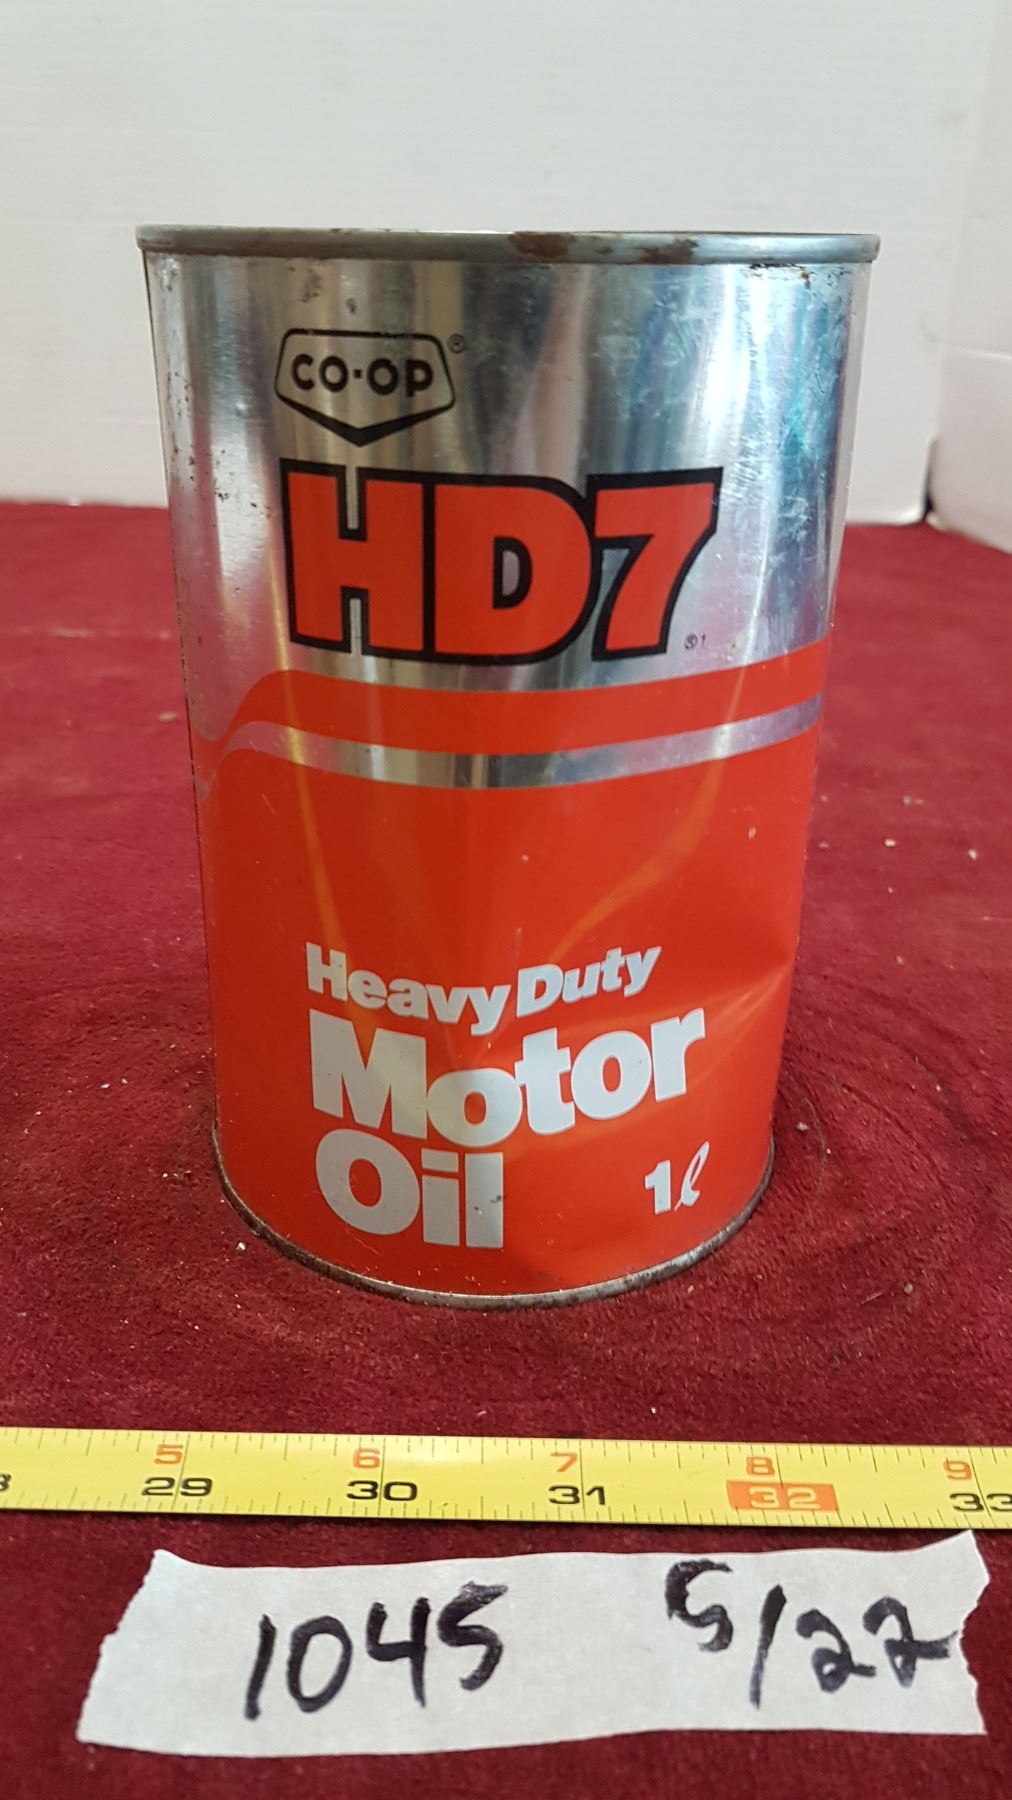 CO-OP®
HD7
®1
Heavy Duty
Motor
Oil 1ℓ
5 6 7 8 9
29 30 31 32 33
1045 5/22